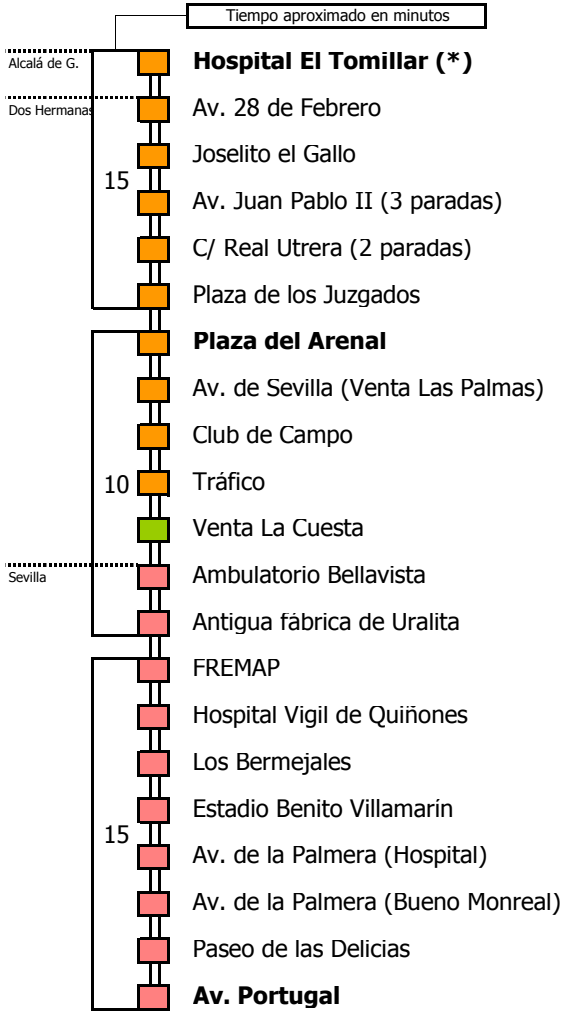 Tiempo aproximado en minutos
Alcalá de G.
Hospital El Tomillar (*)
Dos Hermanas
Av. 28 de Febrero
Joselito el Gallo
15
Av. Juan Pablo II (3 paradas)
C/ Real Utrera (2 paradas)
Plaza de los Juzgados
Plaza del Arenal
Av. de Sevilla (Venta Las Palmas)
Club de Campo
10
Tráfico
Venta La Cuesta
Sevilla
Ambulatorio Bellavista
Antigua fábrica de Uralita
FREMAP
Hospital Vigil de Quiñones
Los Bermejales
Estadio Benito Villamarín
15
Av. de la Palmera (Hospital)
Av. de la Palmera (Bueno Monreal)
Paseo de las Delicias
Av. Portugal